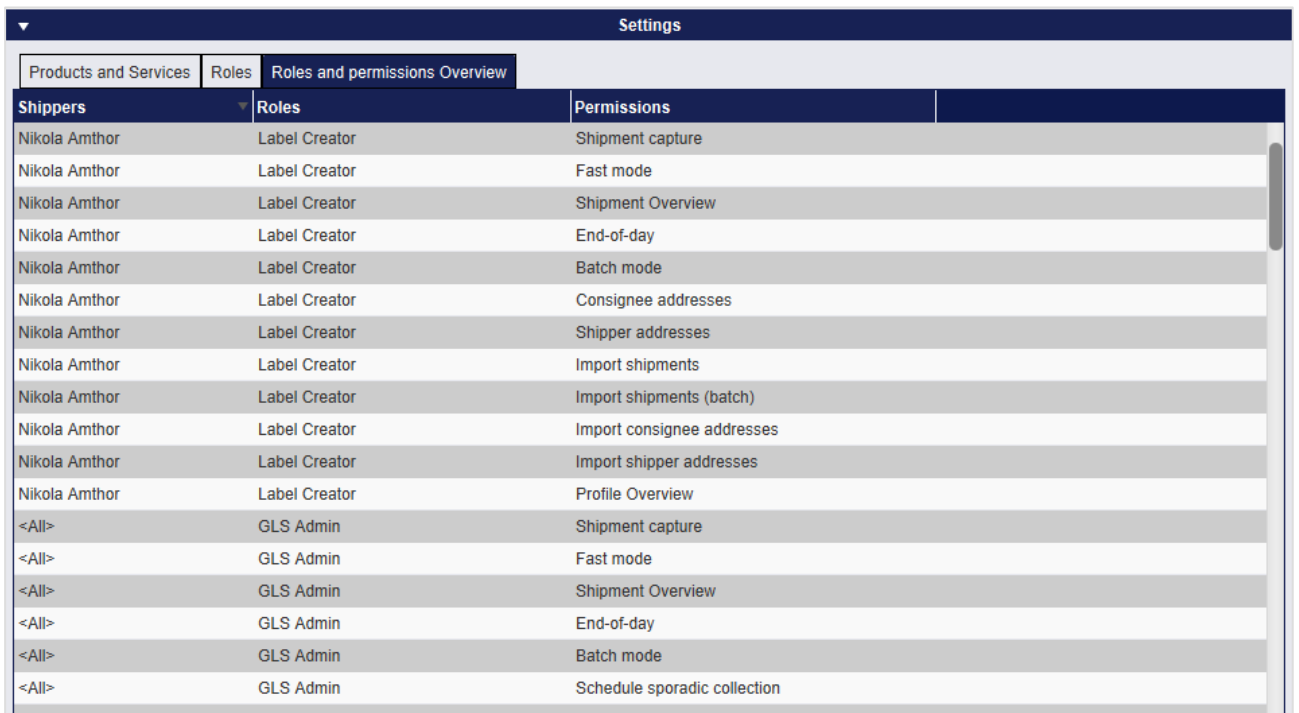 Settings
Products and Services Roles Roles and permissions Overview
Shippers Roles Permissions
Nikola Amthor Label Creator Shipment capture
Nikola Amthor Label Creator Fast mode
Nikola Amthor Label Creator Shipment Overview
Nikola Amthor Label Creator End-of-day
Nikola Amthor Label Creator Batch mode
Nikola Amthor Label Creator Consignee addresses
Nikola Amthor Label Creator Shipper addresses
Nikola Amthor Label Creator Import shipments
Nikola Amthor Label Creator Import shipments (batch)
Nikola Amthor Label Creator Import consignee addresses
Nikola Amthor Label Creator Import shipper addresses
Nikola Amthor Label Creator Profile Overview
<All> GLS Admin Shipment capture
<All> GLS Admin Fast mode
<All> GLS Admin Shipment Overview
<All> GLS Admin End-of-day
<All> GLS Admin Batch mode
<All> GLS Admin Schedule sporadic collection